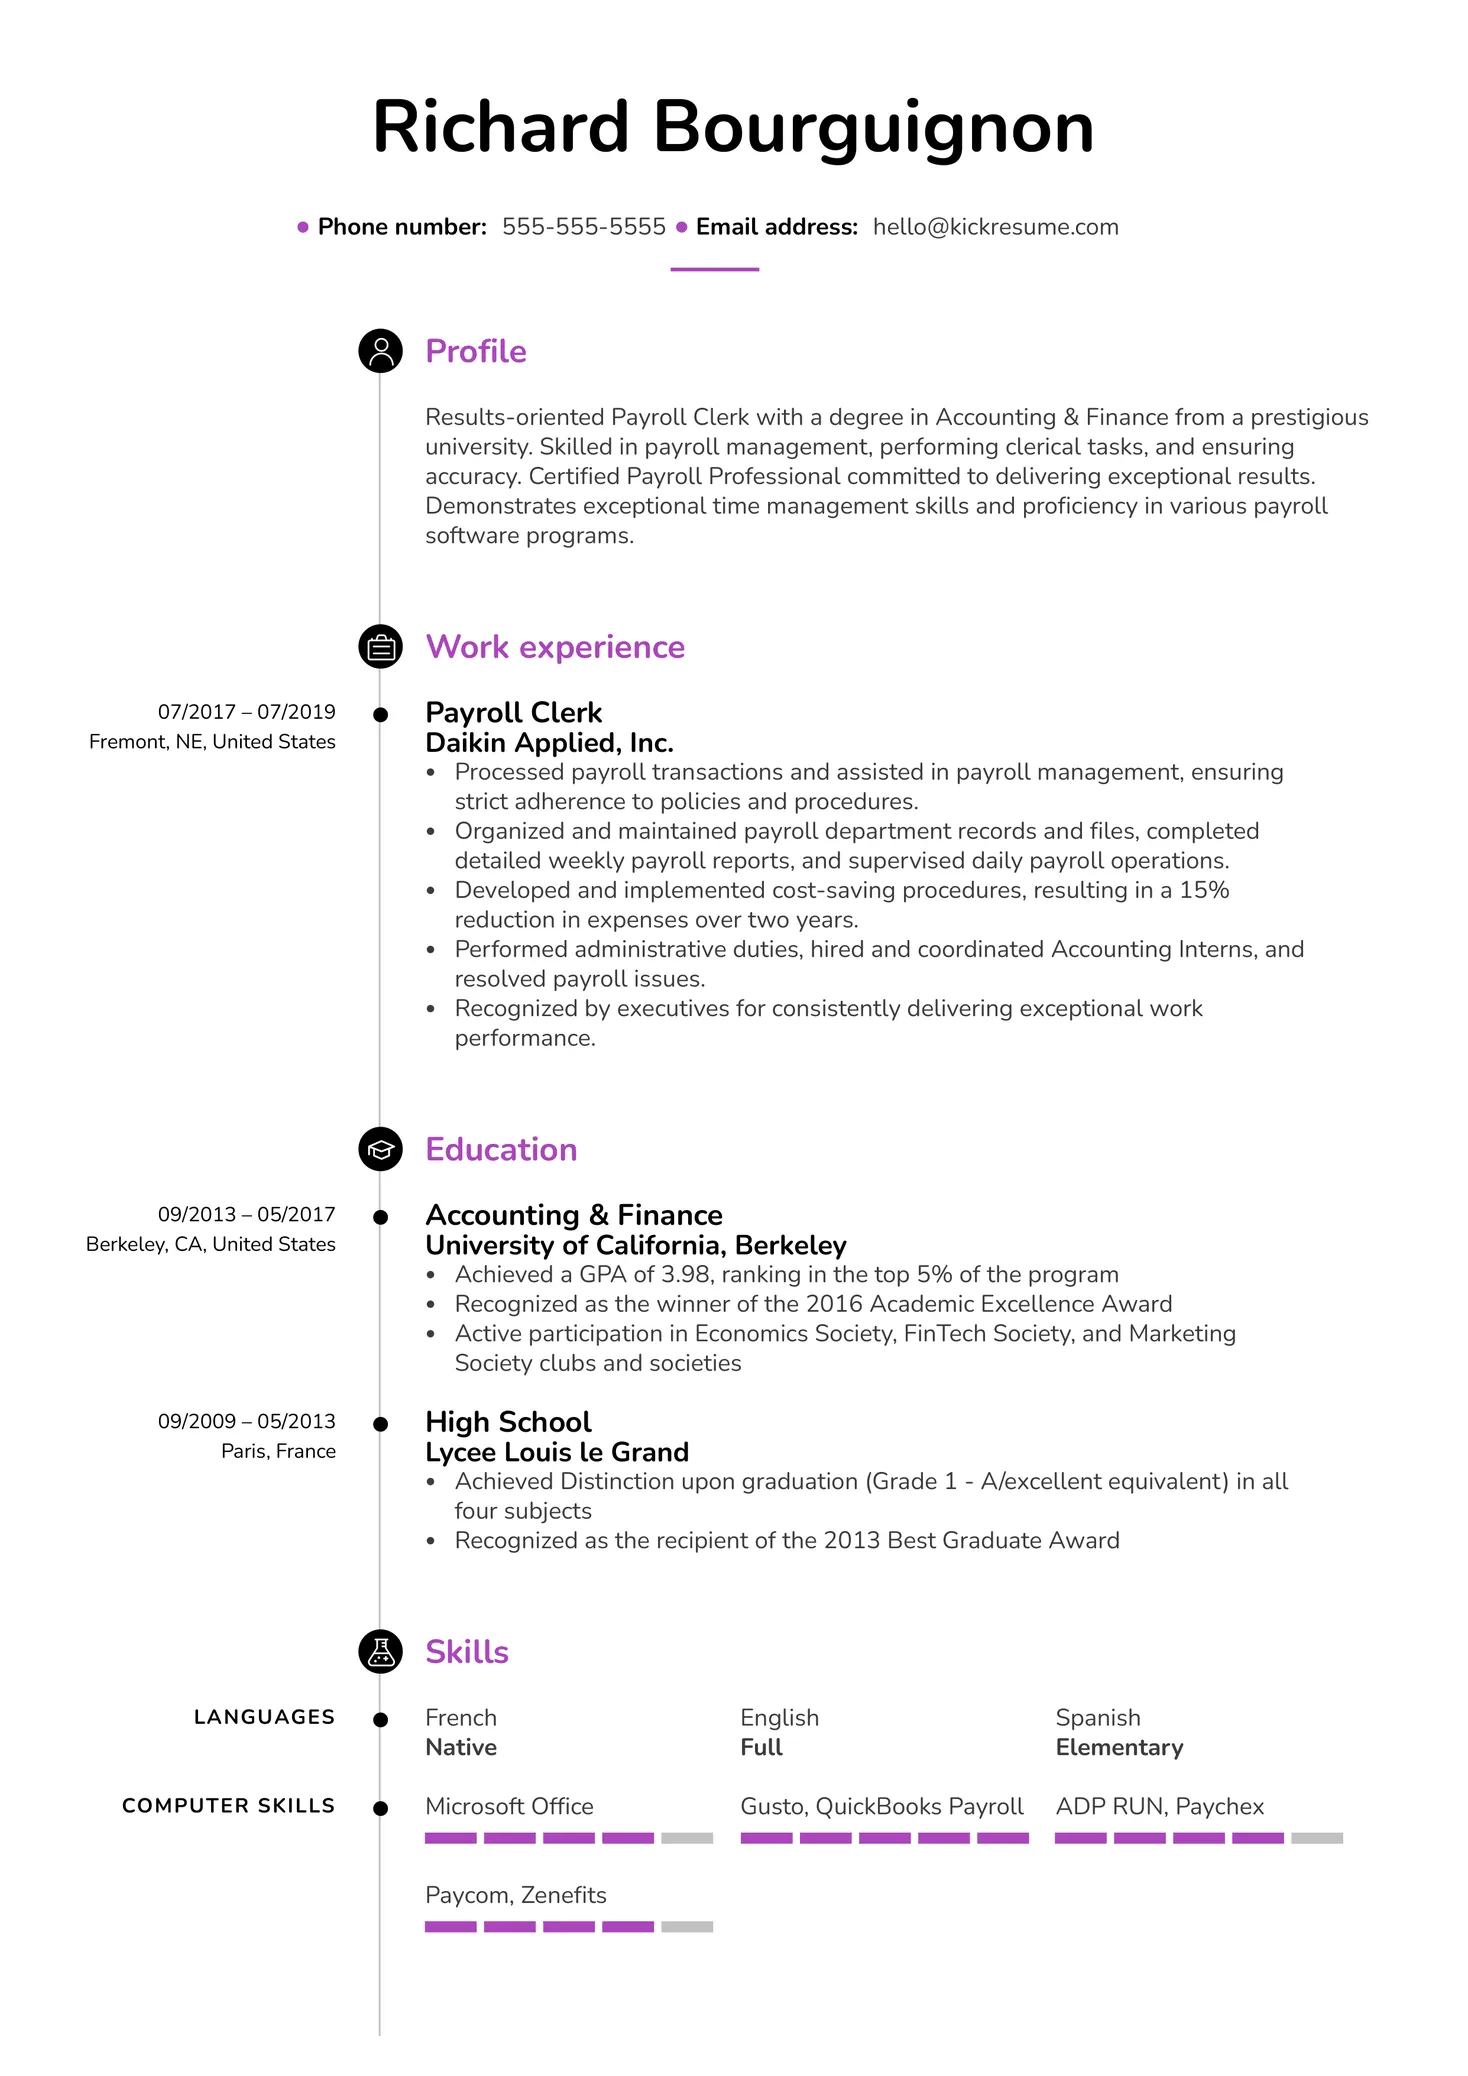 Richard Bourguignon
Phone number: 555-555-5555 Email address: hello@kickresume.com
Profile
Results-oriented Payroll Clerk with a degree in Accounting & Finance from a prestigious
university. Skilled in payroll management, performing clerical tasks, and ensuring
accuracy. Certified Payroll Professional committed to delivering exceptional results.
Demonstrates exceptional time management skills and proficiency in various payroll
software programs.
Work experience
07/2017 – 07/2019
Fremont, NE, United States
Payroll Clerk
Daikin Applied, Inc.
• Processed payroll transactions and assisted in payroll management, ensuring
strict adherence to policies and procedures.
• Organized and maintained payroll department records and files, completed
detailed weekly payroll reports, and supervised daily payroll operations.
• Developed and implemented cost-saving procedures, resulting in a 15%
reduction in expenses over two years.
• Performed administrative duties, hired and coordinated Accounting Interns, and
resolved payroll issues.
• Recognized by executives for consistently delivering exceptional work
performance.
Education
09/2013 – 05/2017
Berkeley, CA, United States
Accounting & Finance
University of California, Berkeley
• Achieved a GPA of 3.98, ranking in the top 5% of the program
• Recognized as the winner of the 2016 Academic Excellence Award
• Active participation in Economics Society, FinTech Society, and Marketing
Society clubs and societies
09/2009 – 05/2013
Paris, France
High School
Lycee Louis le Grand
• Achieved Distinction upon graduation (Grade 1 - A/excellent equivalent) in all
four subjects
• Recognized as the recipient of the 2013 Best Graduate Award
Skills
LANGUAGES
French English Spanish
Native Full Elementary
COMPUTER SKILLS
Microsoft Office Gusto, QuickBooks Payroll ADP RUN, Paychex
Paycom, Zenefits